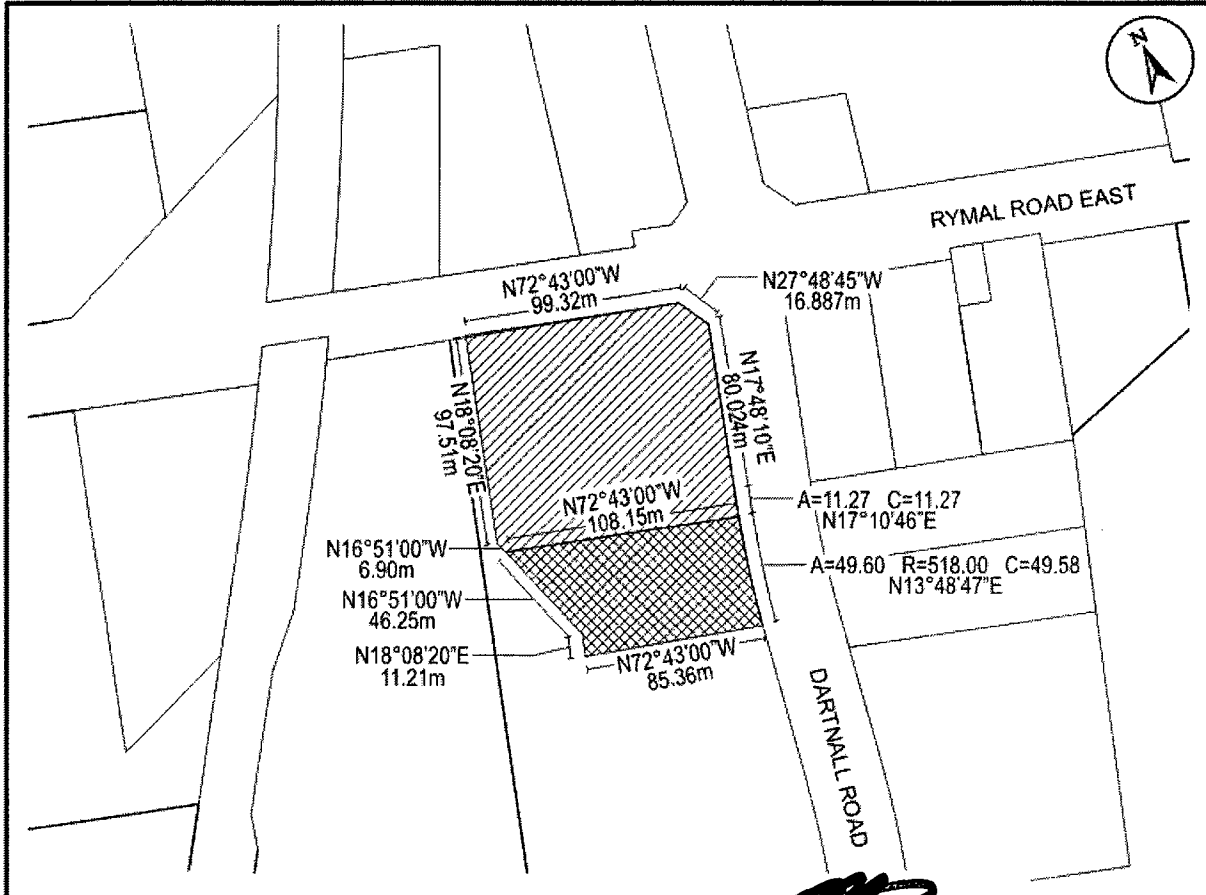 N
RYMAL ROAD EAST
N72°43'00"W
99.32m
N27°48'45"W
16.887m
N17°48'10"E
80.024m
N18°08'20"E
97.51m
N72°43'00"W
108.15m
A=11.27 C=11.27
N17°10'46"E
N16°51'00"W
6.90m
A=49.60 R=518.00 C=49.58
N13°48'47"E
N16°51'00"W
46.25m
N18°08'20"E
11.21m
N72°43'00"W
85.36m
DARTNALL ROAD